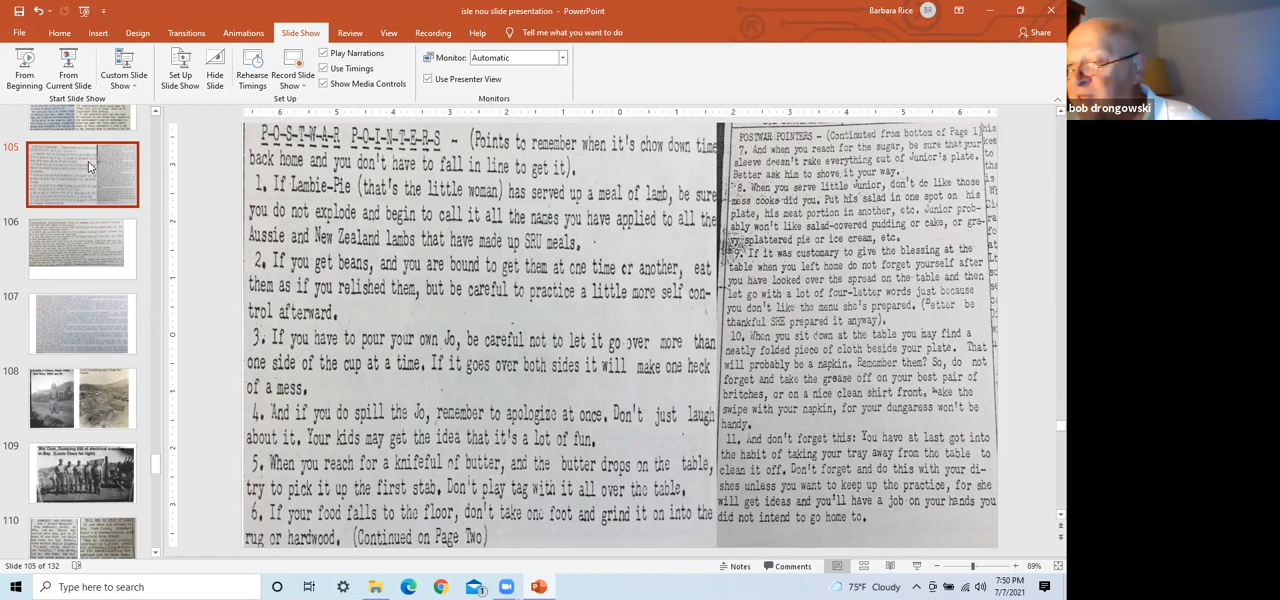 isle nou slide presentation - PowerPoint
Barbara Rice
BR
File Home Insert Design Transitions Animations Slide Show Review View Recording Help Tell me what you want to do
Share
From Beginning
From Current Slide
Custom Slide Show
Set Up Slide Show
Hide Slide
Rehearse Timings
Record Slide Show
Play Narrations
Use Timings
Show Media Controls
Monitor: Automatic
Use Presenter View
Start Slide Show
Set Up
Monitors
bob drongowski
105
106
107
108
109
110
War Over, Dumping $$$ of electrical
P-O-S-T-W-A-R P-O-I-N-T-E-R-S - (Points to remember when it's chow down time
back home and you don't have to fall in line to get it).
1. If Lambie-Pie (that's the little woman) has served up a meal of lamb, be sure
you do not explode and begin to call it all the names you have applied to all the
Aussie and New Zealand lambs that have made up SRU meals.
2. If you get beans, and you are bound to get them at one time or another, eat
them as if you relished them, but be careful to practice a little more self con-
trol afterward.
3. If you have to pour your own Jo, be careful not to let it go over more than
one side of the cup at a time. If it goes over both sides it will make one heck
of a mess.
4. And if you do spill the Jo, remember to apologize at once. Don't just laugh
about it. Your kids may get the idea that it's a lot of fun.
5. When you reach for a knifeful of butter, and the butter drops on the table,
try to pick it up the first stab. Don't play tag with it all over the table.
6. If your food falls to the floor, don't take one foot and grind it on into the
rug or hardwood. (Continued on Page Two)
POSTWAR POINTERS - (Continued from bottom of Page 1)
7. And when you reach for the sugar, be sure that your
sleeve doesn't rake everything out of Junior's plate.
Better ask him to shove it your way.
8. When you serve little Junior, don't do like those
mess cooks did you. Put his salad in one spot on his
plate, his meat portion in another, etc. Junior prob-
ably won't like salad-covered pudding or cake, or gra-
vy splattered pie or ice cream, etc.
9. If it was customary to give the blessing at the
table when you left home do not forget yourself after
you have looked over the spread on the table and then
let go with a lot of four-letter words just because
you don't like the menu she's prepared. (Better be
thankful SHE prepared it anyway).
10. When you sit down at the table you may find a
neatly folded piece of cloth beside your plate. That
will probably be a napkin. Remember them? So, do not
forget and take the grease off on your best pair of
britches, or on a nice clean shirt front. Make the
swipe with your napkin, for your dungaress won't be
handy.
11. And don't forget this: You have at last got into
the habit of taking your tray away from the table to
clean it off. Don't forget and do this with your di-
shes unless you want to keep up the practice, for she
will get ideas and you'll have a job on your hands you
did not intend to go home to.
Slide 105 of 132
Notes
Comments
89%
Type here to search
75°F Cloudy
7:50 PM
7/7/2021